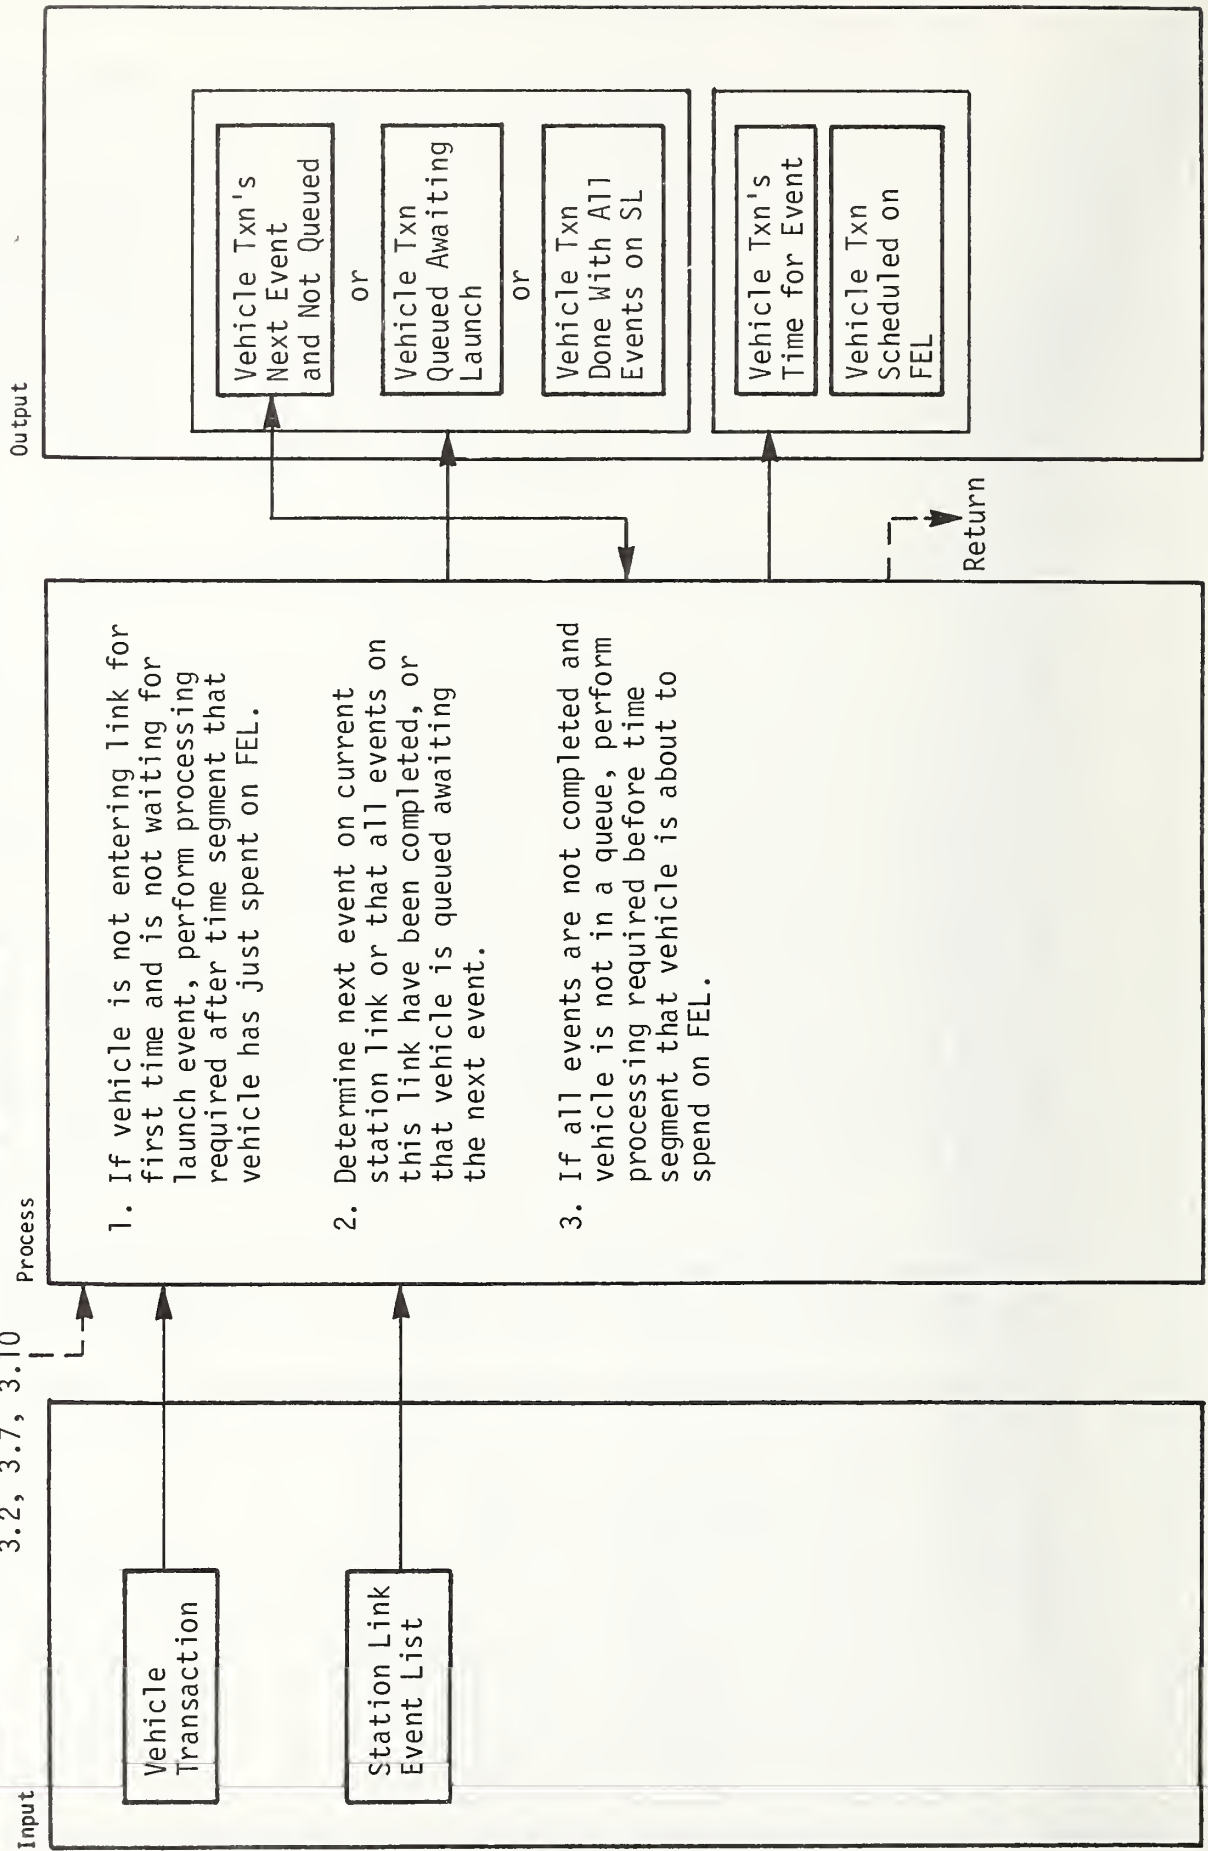 Input
3.2, 3.7, 3.10
Process
Output
Vehicle
Transaction
Station Link
Event List
1. If vehicle is not entering link for
first time and is not waiting for
launch event, perform processing
required after time segment that
vehicle has just spent on FEL.
2. Determine next event on current
station link or that all events on
this link have been completed, or
that vehicle is queued awaiting
the next event.
3. If all events are not completed and
vehicle is not in a queue, perform
processing required before time
segment that vehicle is about to
spend on FEL.
Return
Vehicle Txn's
Next Event
and Not Queued
or
Vehicle Txn
Queued Awaiting
Launch
or
Vehicle Txn
Done With All
Events on SL
Vehicle Txn's
Time for Event
Vehicle Txn
Scheduled on
FEL